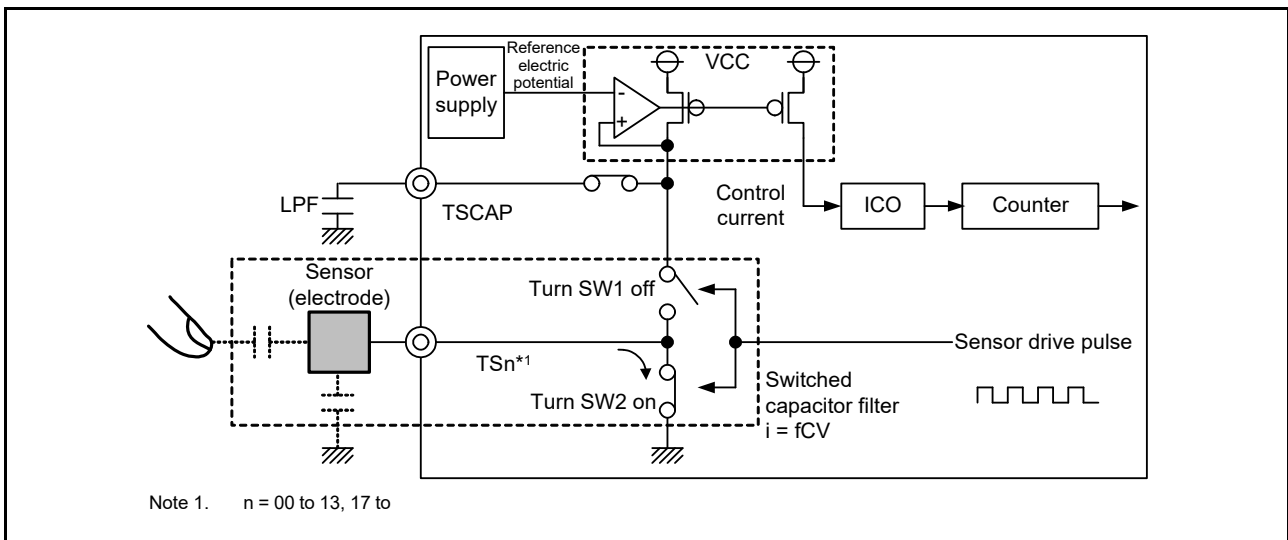 Power
supply
Reference
electric
potential
VCC
-
+
LPF
TSCAP
Control
current
ICO
Counter
Sensor
(electrode)
Turn SW1 off
TSn*1
Turn SW2 on
Sensor drive pulse
Switched
capacitor filter
i = fCV
Note 1. n = 00 to 13, 17 to